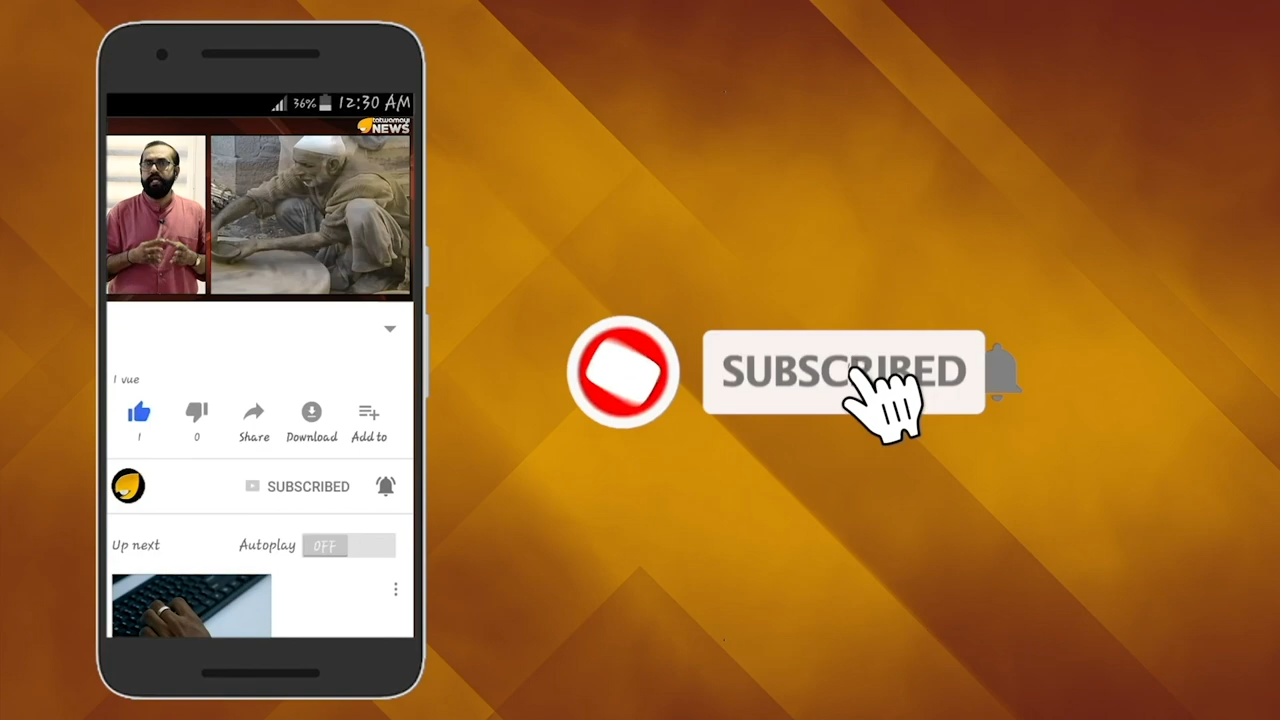 36% 12:30 AM
tatwamayi
NEWS
1 vue
1 0 Share Download Add to
SUBSCRIBED
Up next Autoplay OFF
SUBSCRIBED